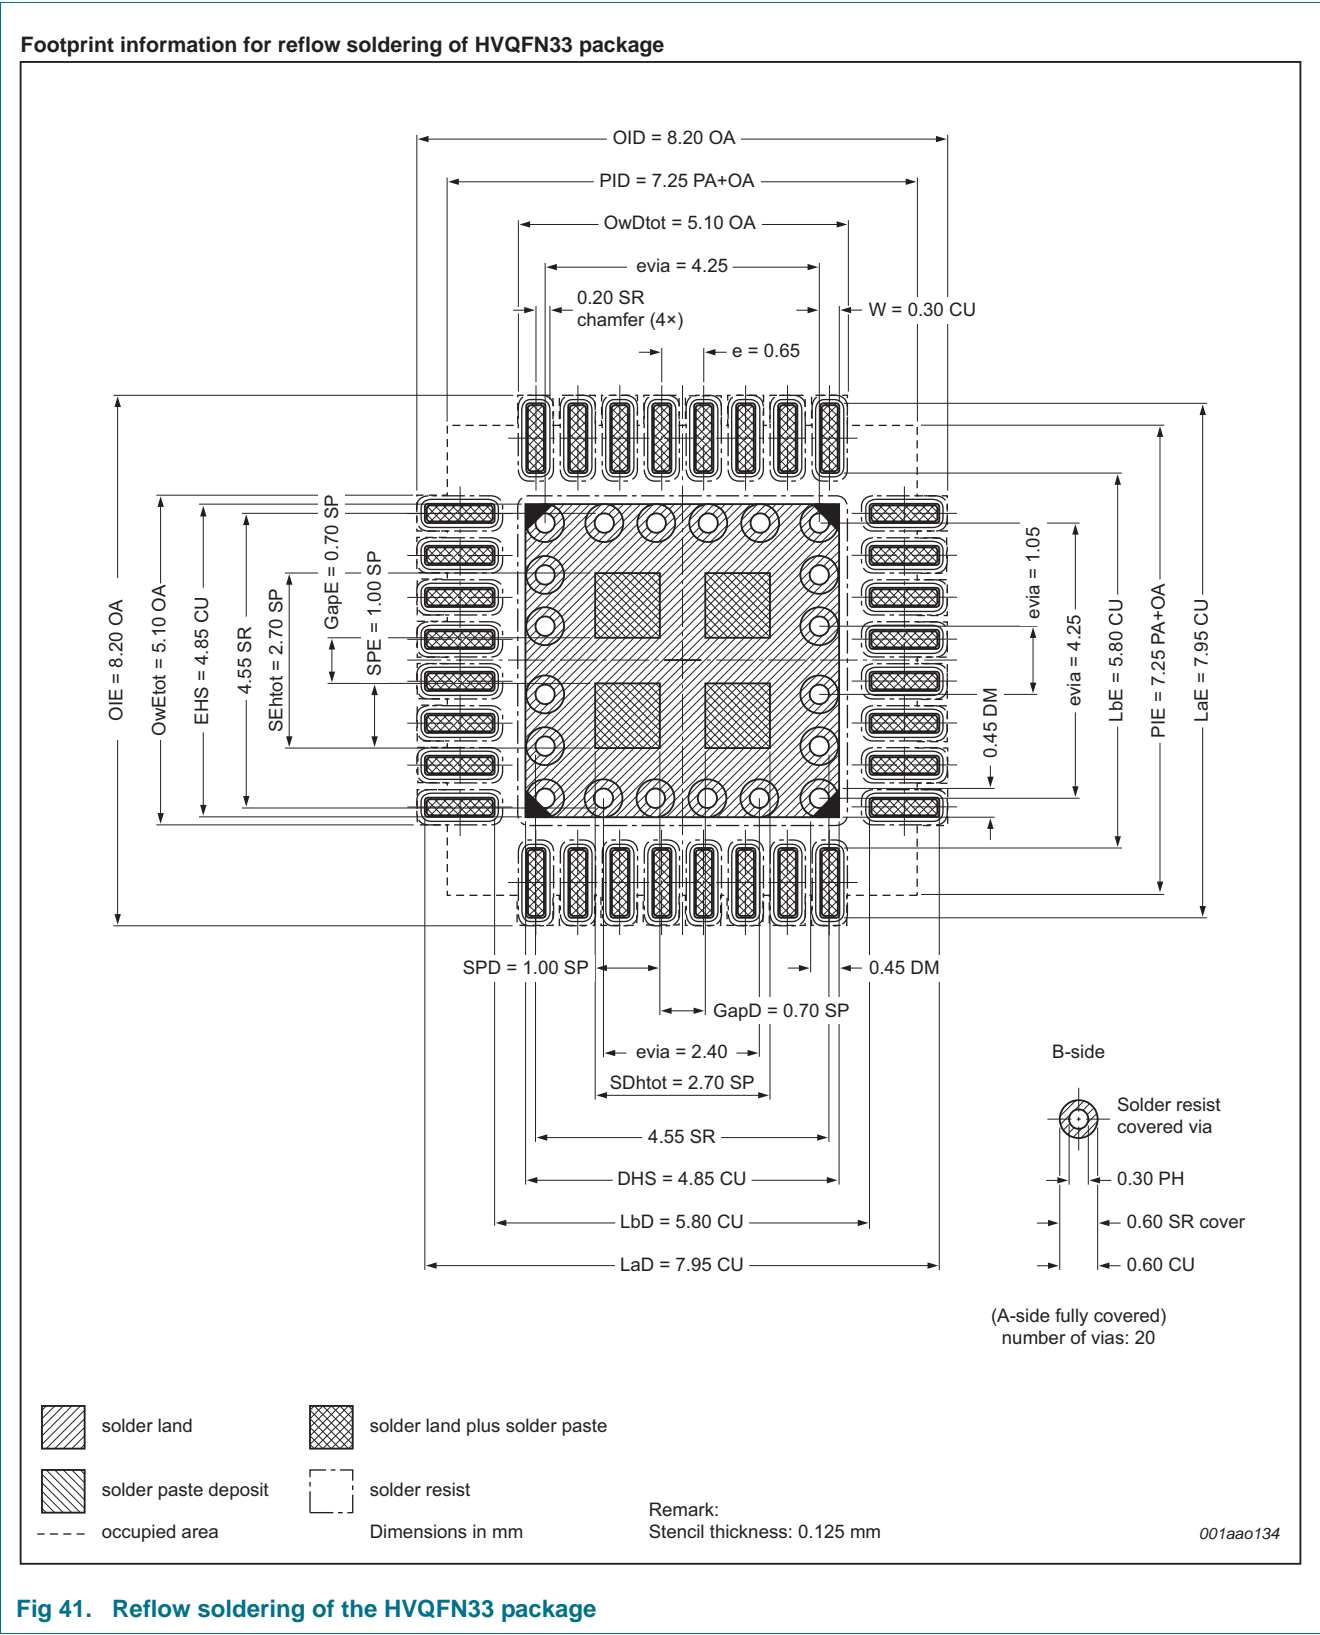 Footprint information for reflow soldering of HVQFN33 package
OID = 8.20 OA
PID = 7.25 PA+OA
OwDtot = 5.10 OA
evia = 4.25
0.20 SR
chamfer (4×)
W = 0.30 CU
e = 0.65
OIE = 8.20 OA
OwEtot = 5.10 OA
EHS = 4.85 CU
4.55 SR
SEhtot = 2.70 SP
GapE = 0.70 SP
SPE = 1.00 SP
evia = 1.05
0.45 DM
evia = 4.25
LbE = 5.80 CU
PIE = 7.25 PA+OA
LaE = 7.95 CU
SPD = 1.00 SP
0.45 DM
GapD = 0.70 SP
evia = 2.40
SDhtot = 2.70 SP
4.55 SR
DHS = 4.85 CU
LbD = 5.80 CU
LaD = 7.95 CU
B-side
Solder resist
covered via
0.30 PH
0.60 SR cover
0.60 CU
(A-side fully covered)
number of vias: 20
solder land
solder land plus solder paste
solder paste deposit
solder resist
occupied area
Dimensions in mm
Remark:
Stencil thickness: 0.125 mm
001aao134
Fig 41. Reflow soldering of the HVQFN33 package